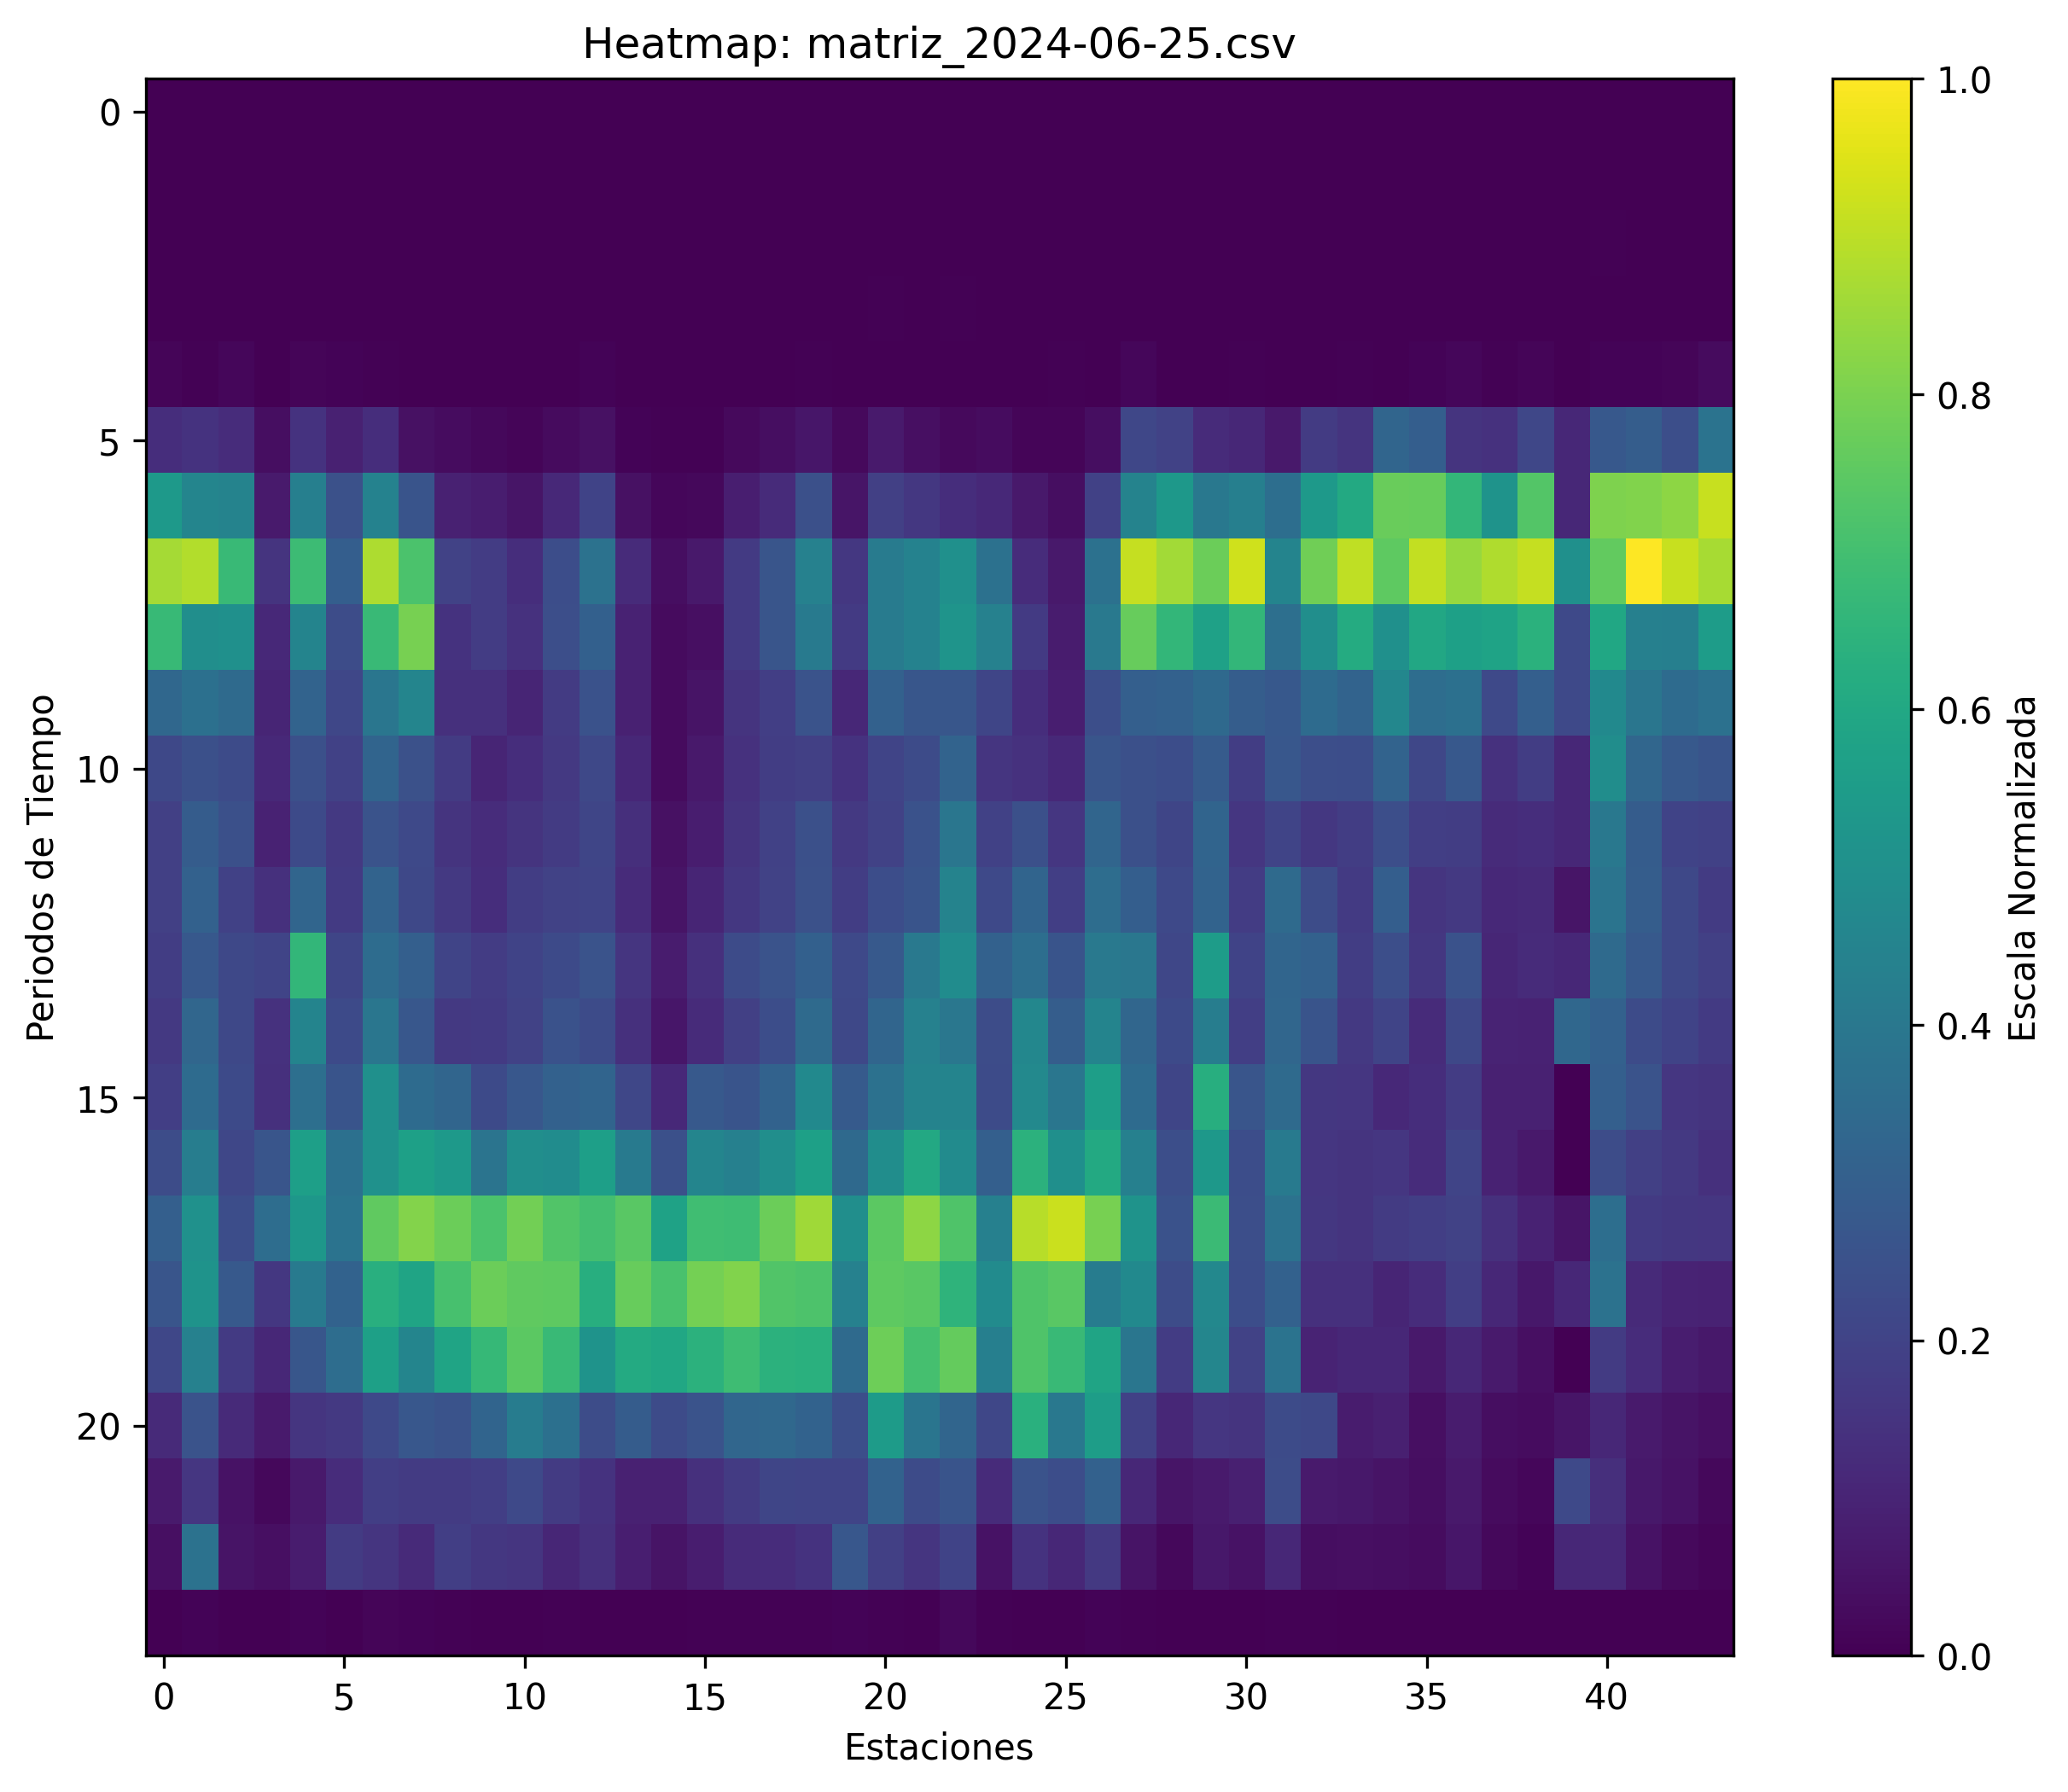 Heatmap: matriz_2024-06-25.csv
Periodos de Tiempo
0
5
10
15
20
0 5 10 15 20 25 30 35 40
Estaciones
1.0
0.8
0.6
0.4
0.2
0.0
Escala Normalizada